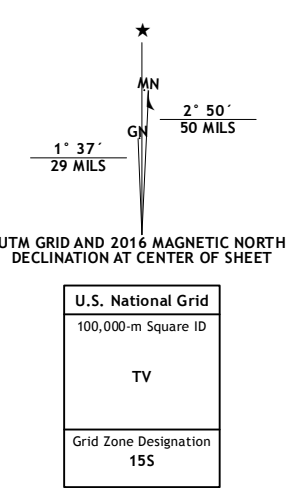 ★
MN
GN
2° 50´
50 MILS
1° 37´
29 MILS
UTM GRID AND 2016 MAGNETIC NORTH
DECLINATION AT CENTER OF SHEET
U.S. National Grid
100,000-m Square ID
TV
Grid Zone Designation
15S